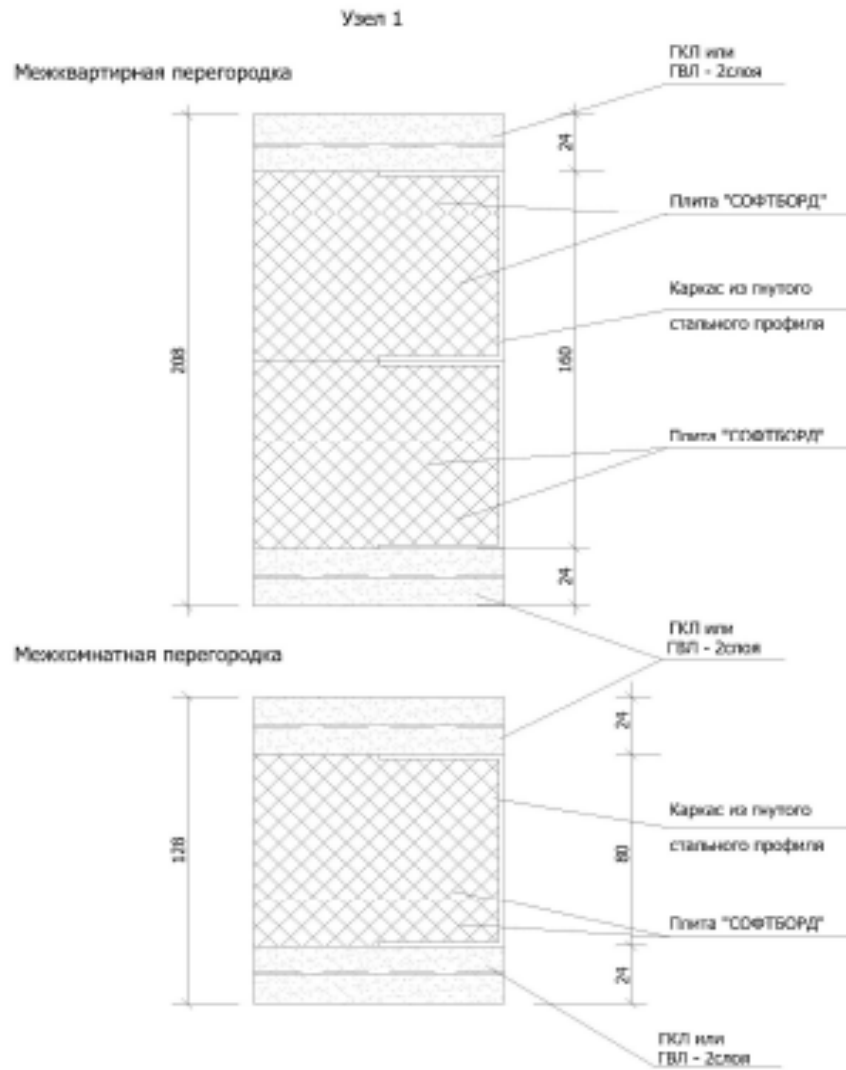 Узел 1
Межквартирная перегородка
ГКЛ или
ГВЛ - 2слоя
24
Плита "СОФТБОРД"
Каркас из гнутого
стального профиля
208
160
Плита "СОФТБОРД"
24
ГКЛ или
ГВЛ - 2слоя
Межкомнатная перегородка
24
Каркас из гнутого
стального профиля
128
80
Плита "СОФТБОРД"
24
ГКЛ или
ГВЛ - 2слоя